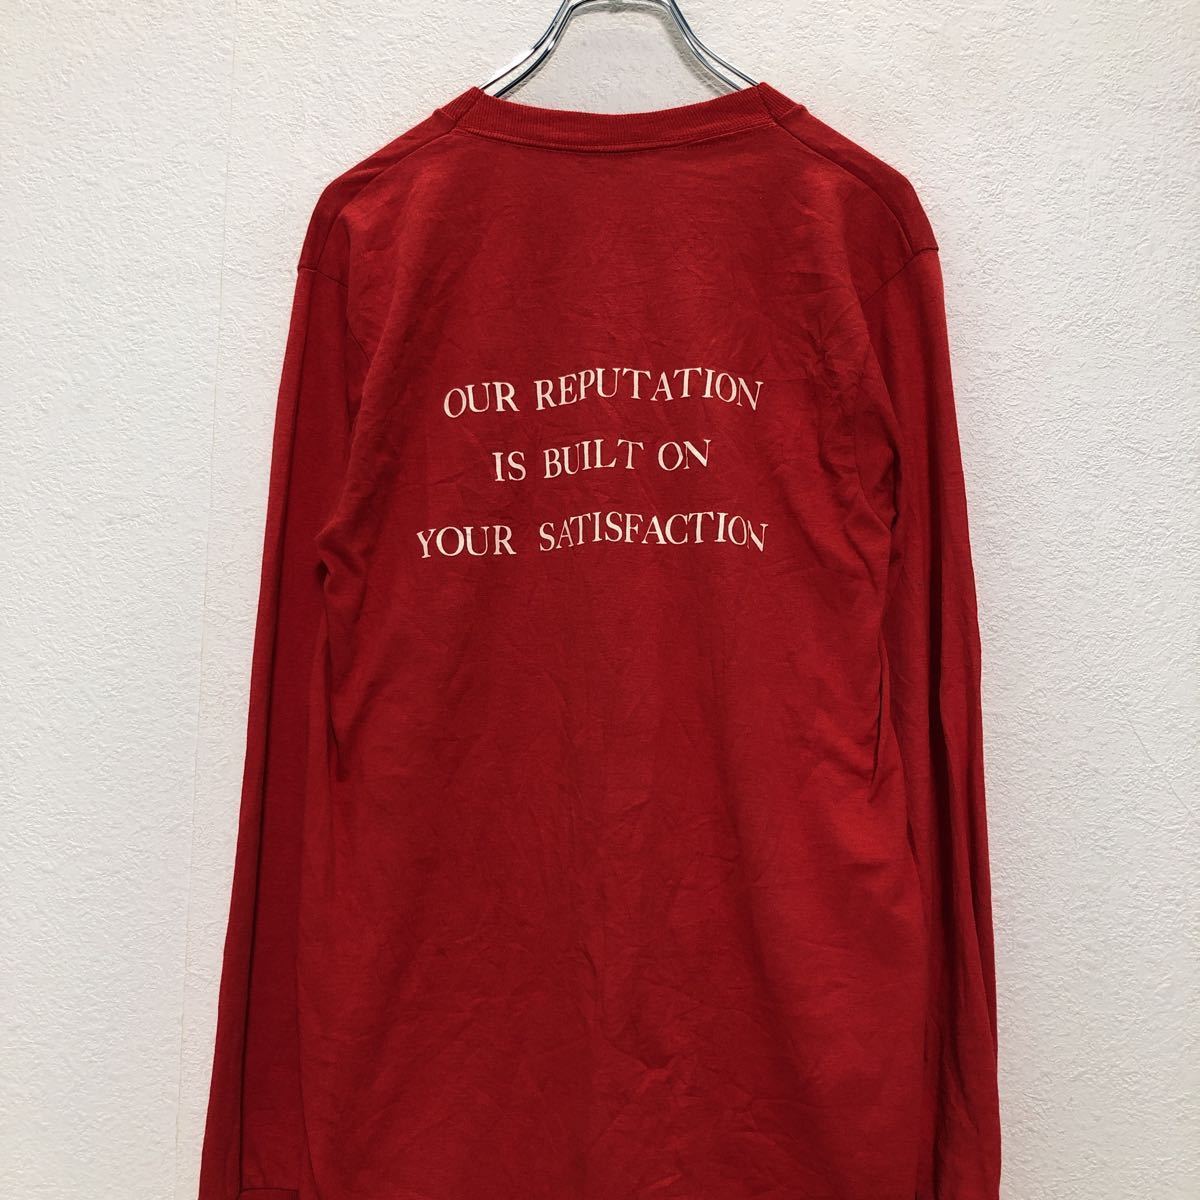 OUR REPUTATION
IS BUILT ON
YOUR SATISFACTION